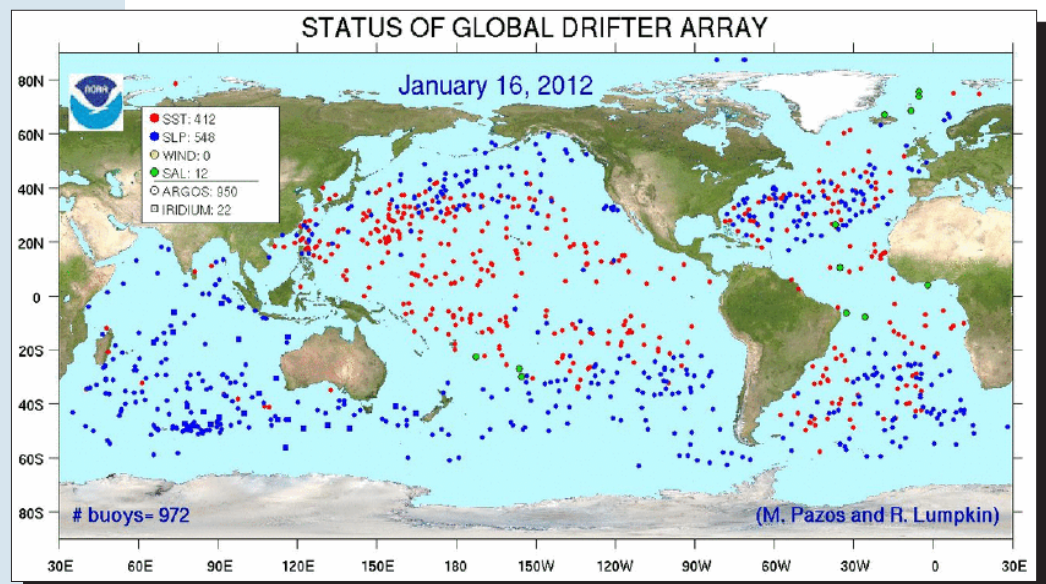 STATUS OF GLOBAL DRIFTER ARRAY
January 16, 2012
NOAA
SST: 412
SLP: 548
WIND: 0
SAL: 12
ARGOS: 950
IRIDIUM: 22
80N
60N
40N
20N
0
20S
40S
60S
80S
# buoys= 972
(M. Pazos and R. Lumpkin)
30E 60E 90E 120E 150E 180E 150W 120W 90W 60W 30W 0 30E